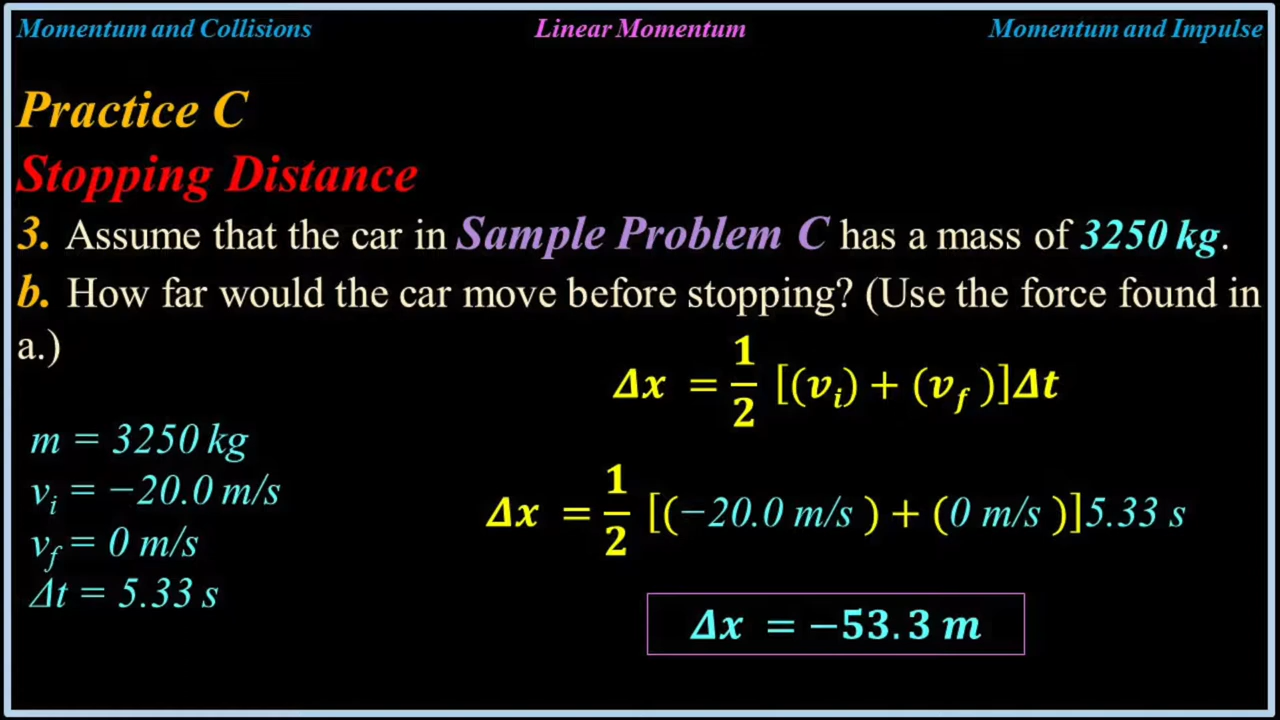 Momentum and Collisions Linear Momentum Momentum and Impulse
Practice C
Stopping Distance
3. Assume that the car in Sample Problem C has a mass of 3250 kg.
b. How far would the car move before stopping? (Use the force found in
a.)
Δx = 1/2 [(vᵢ) + (v_f)]Δt
m = 3250 kg
vᵢ = −20.0 m/s
Δx = 1/2 [(−20.0 m/s ) + (0 m/s )]5.33 s
v_f = 0 m/s
Δt = 5.33 s
Δx = −53.3 m